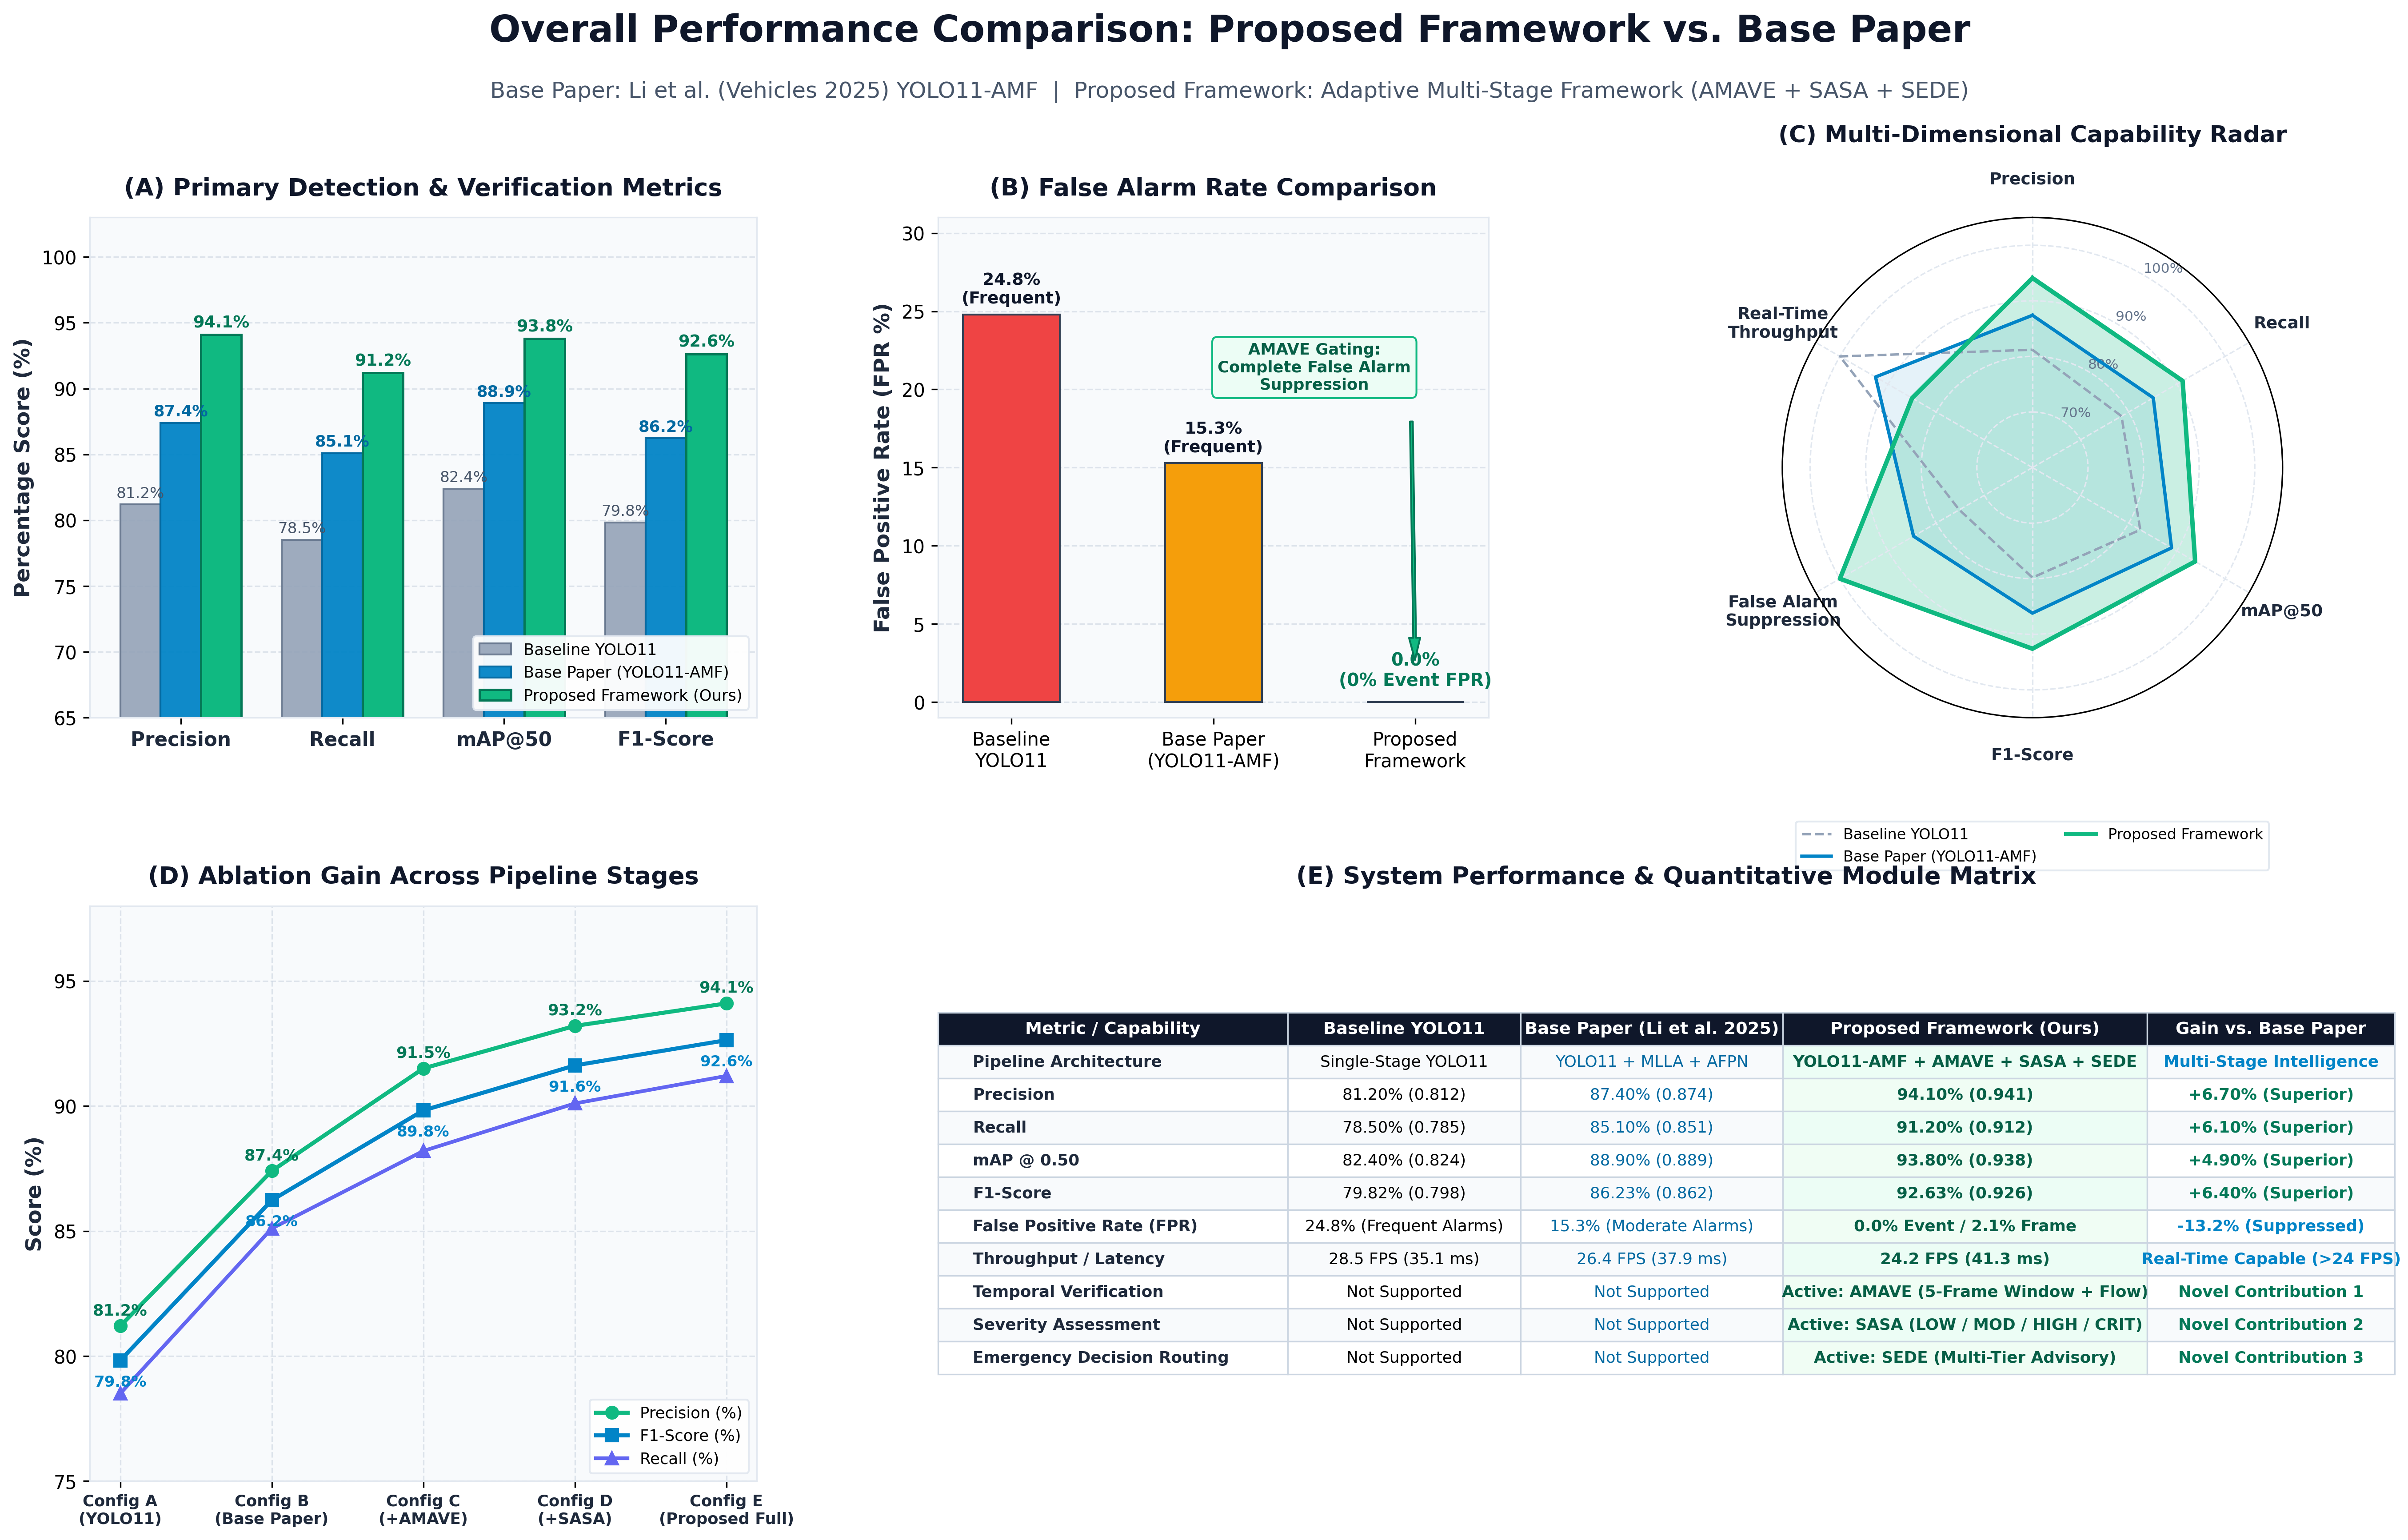 Overall Performance Comparison: Proposed Framework vs. Base Paper
Base Paper: Li et al. (Vehicles 2025) YOLO11-AMF | Proposed Framework: Adaptive Multi-Stage Framework (AMAVE + SASA + SEDE)
(A) Primary Detection & Verification Metrics
Percentage Score (%)
100
95
90
85
80
75
70
65
81.2%
87.4%
94.1%
78.5%
85.1%
91.2%
82.4%
88.9%
93.8%
79.8%
86.2%
92.6%
Baseline YOLO11
Base Paper (YOLO11-AMF)
Proposed Framework (Ours)
Precision
Recall
mAP@50
F1-Score
(B) False Alarm Rate Comparison
False Positive Rate (FPR %)
30
25
20
15
10
5
0
24.8%
(Frequent)
15.3%
(Frequent)
AMAVE Gating:
Complete False Alarm
Suppression
0.0%
(0% Event FPR)
Baseline
YOLO11
Base Paper
(YOLO11-AMF)
Proposed
Framework
(C) Multi-Dimensional Capability Radar
Precision
Recall
mAP@50
F1-Score
False Alarm
Suppression
Real-Time
Throughput
100%
90%
80%
70%
Baseline YOLO11
Base Paper (YOLO11-AMF)
Proposed Framework
(D) Ablation Gain Across Pipeline Stages
Score (%)
95
90
85
80
75
81.2%
87.4%
91.5%
93.2%
94.1%
79.8%
86.2%
89.8%
91.6%
92.6%
Precision (%)
F1-Score (%)
Recall (%)
Config A
(YOLO11)
Config B
(Base Paper)
Config C
(+AMAVE)
Config D
(+SASA)
Config E
(Proposed Full)
(E) System Performance & Quantitative Module Matrix
Metric / Capability Baseline YOLO11 Base Paper (Li et al. 2025) Proposed Framework (Ours) Gain vs. Base Paper
Pipeline Architecture Single-Stage YOLO11 YOLO11 + MLLA + AFPN YOLO11-AMF + AMAVE + SASA + SEDE Multi-Stage Intelligence
Precision 81.20% (0.812) 87.40% (0.874) 94.10% (0.941) +6.70% (Superior)
Recall 78.50% (0.785) 85.10% (0.851) 91.20% (0.912) +6.10% (Superior)
mAP @ 0.50 82.40% (0.824) 88.90% (0.889) 93.80% (0.938) +4.90% (Superior)
F1-Score 79.82% (0.798) 86.23% (0.862) 92.63% (0.926) +6.40% (Superior)
False Positive Rate (FPR) 24.8% (Frequent Alarms) 15.3% (Moderate Alarms) 0.0% Event / 2.1% Frame -13.2% (Suppressed)
Throughput / Latency 28.5 FPS (35.1 ms) 26.4 FPS (37.9 ms) 24.2 FPS (41.3 ms) Real-Time Capable (>24 FPS)
Temporal Verification Not Supported Not Supported Active: AMAVE (5-Frame Window + Flow) Novel Contribution 1
Severity Assessment Not Supported Not Supported Active: SASA (LOW / MOD / HIGH / CRIT) Novel Contribution 2
Emergency Decision Routing Not Supported Not Supported Active: SEDE (Multi-Tier Advisory) Novel Contribution 3